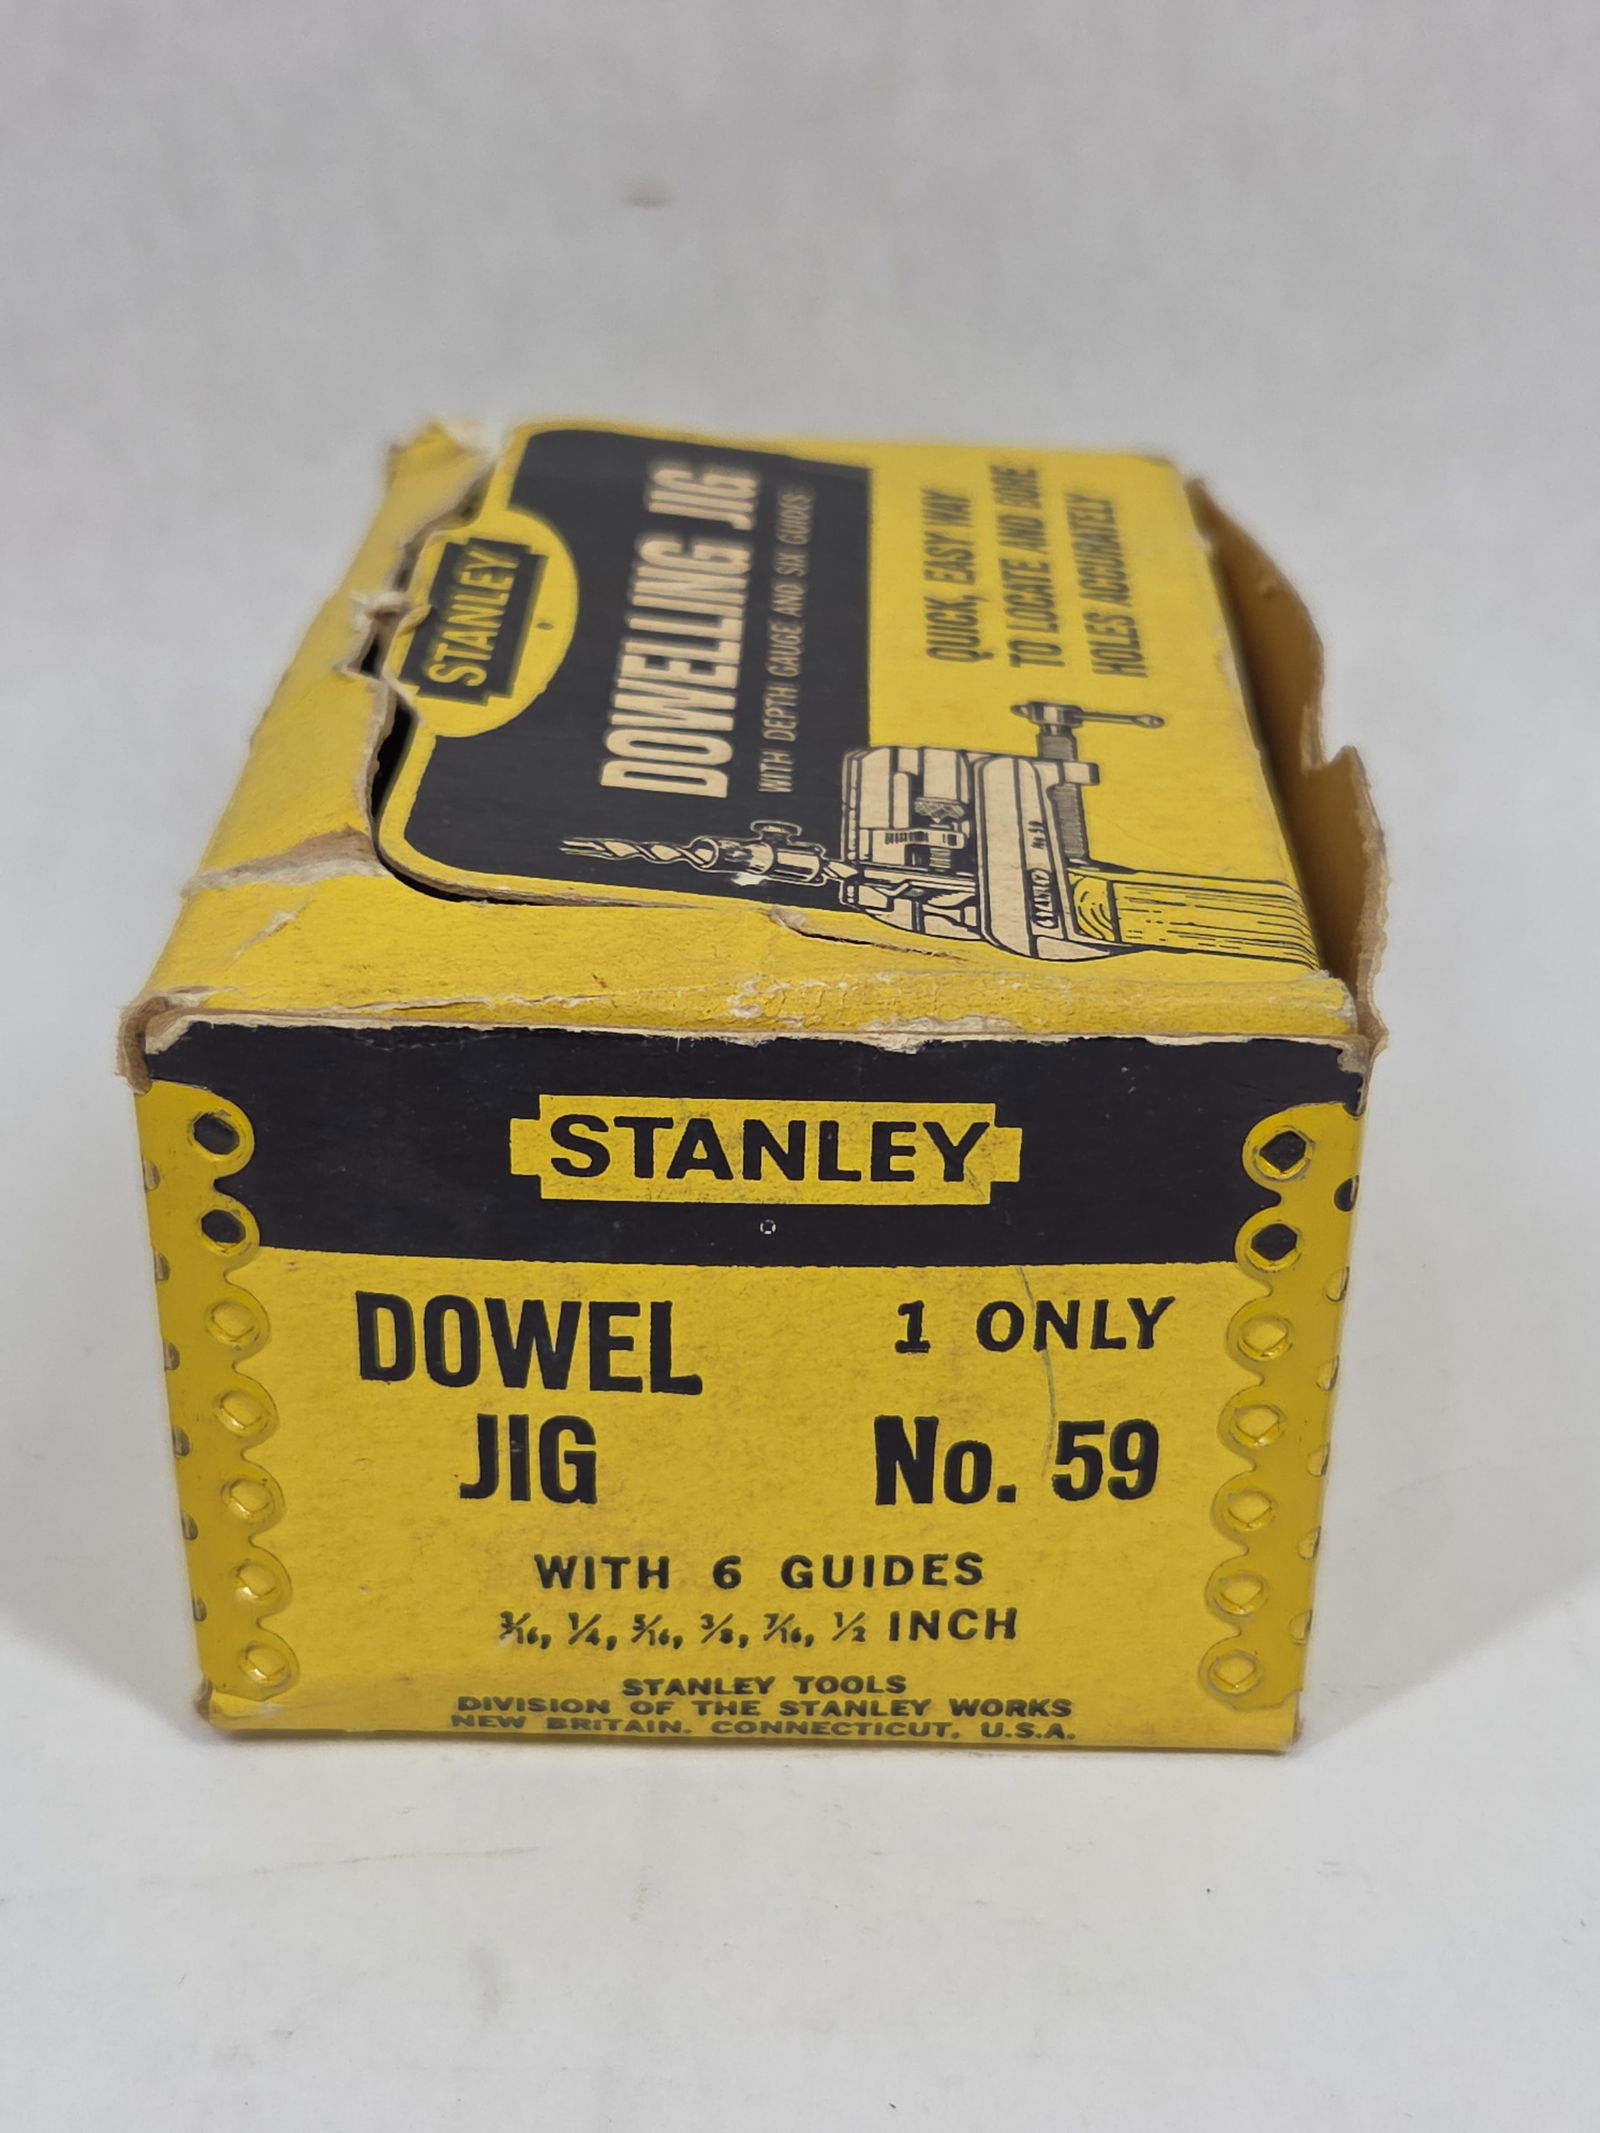 STANLEY
DOWELLING JIG
WITH DEPTH GAUGE AND SIX GUIDES
QUICK, EASY WAY
TO LOCATE AND BORE
HOLES ACCURATELY
No 59
STANLEY
STANLEY
DOWEL
JIG
1 ONLY
No. 59
WITH 6 GUIDES
3/16, 1/4, 5/16, 3/8, 7/16, 1/2 INCH
STANLEY TOOLS
DIVISION OF THE STANLEY WORKS
NEW BRITAIN, CONNECTICUT, U.S.A.